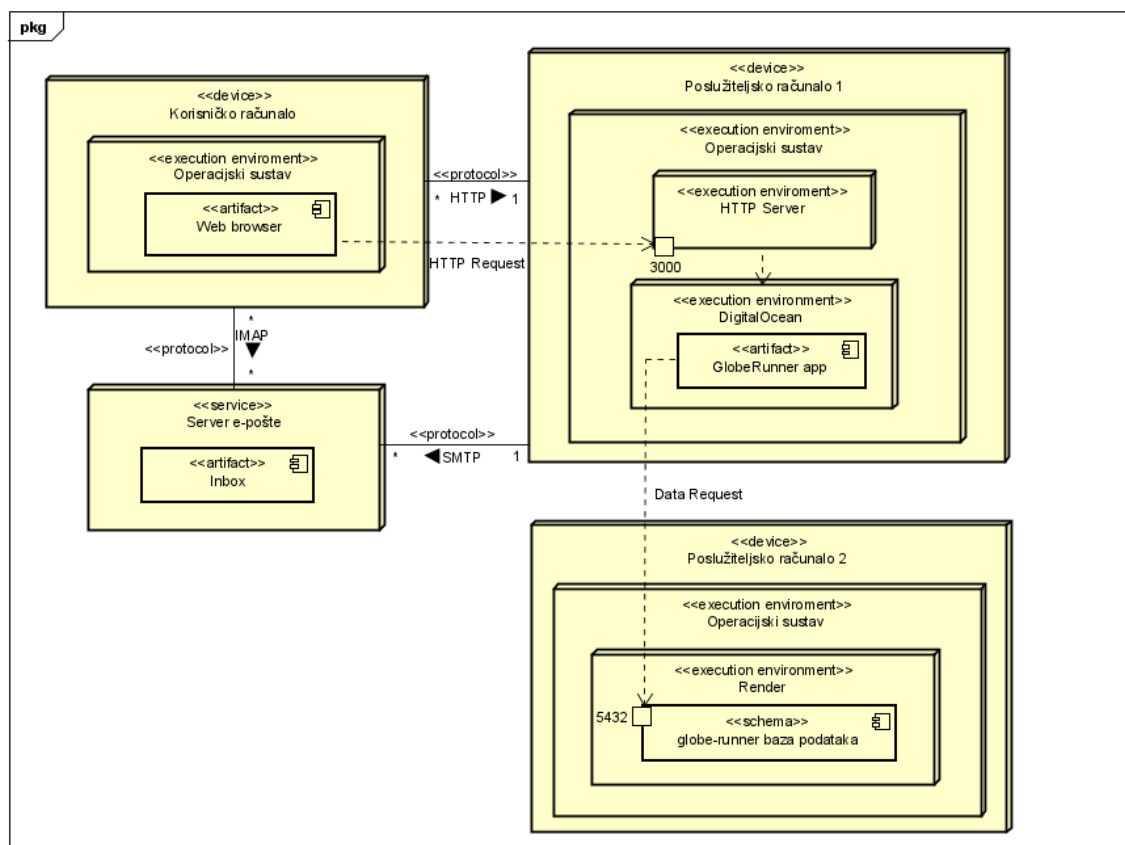 pkg
<<device>>
Korisničko računalo
<<execution enviroment>>
Operacijski sustav
<<artifact>>
Web browser
<<protocol>>
* HTTP ► 1
HTTP Request
<<device>>
Poslužiteljsko računalo 1
<<execution enviroment>>
Operacijski sustav
<<execution enviroment>>
HTTP Server
3000
<<execution environment>>
DigitalOcean
<<artifact>>
GlobeRunner app
*
IMAP
<<protocol>> ▼
*
<<service>>
Server e-pošte
<<artifact>>
Inbox
<<protocol>>
* ◄SMTP 1
Data Request
<<device>>
Poslužiteljsko računalo 2
<<execution enviroment>>
Operacijski sustav
<<execution environment>>
Render
5432
<<schema>>
globe-runner baza podataka